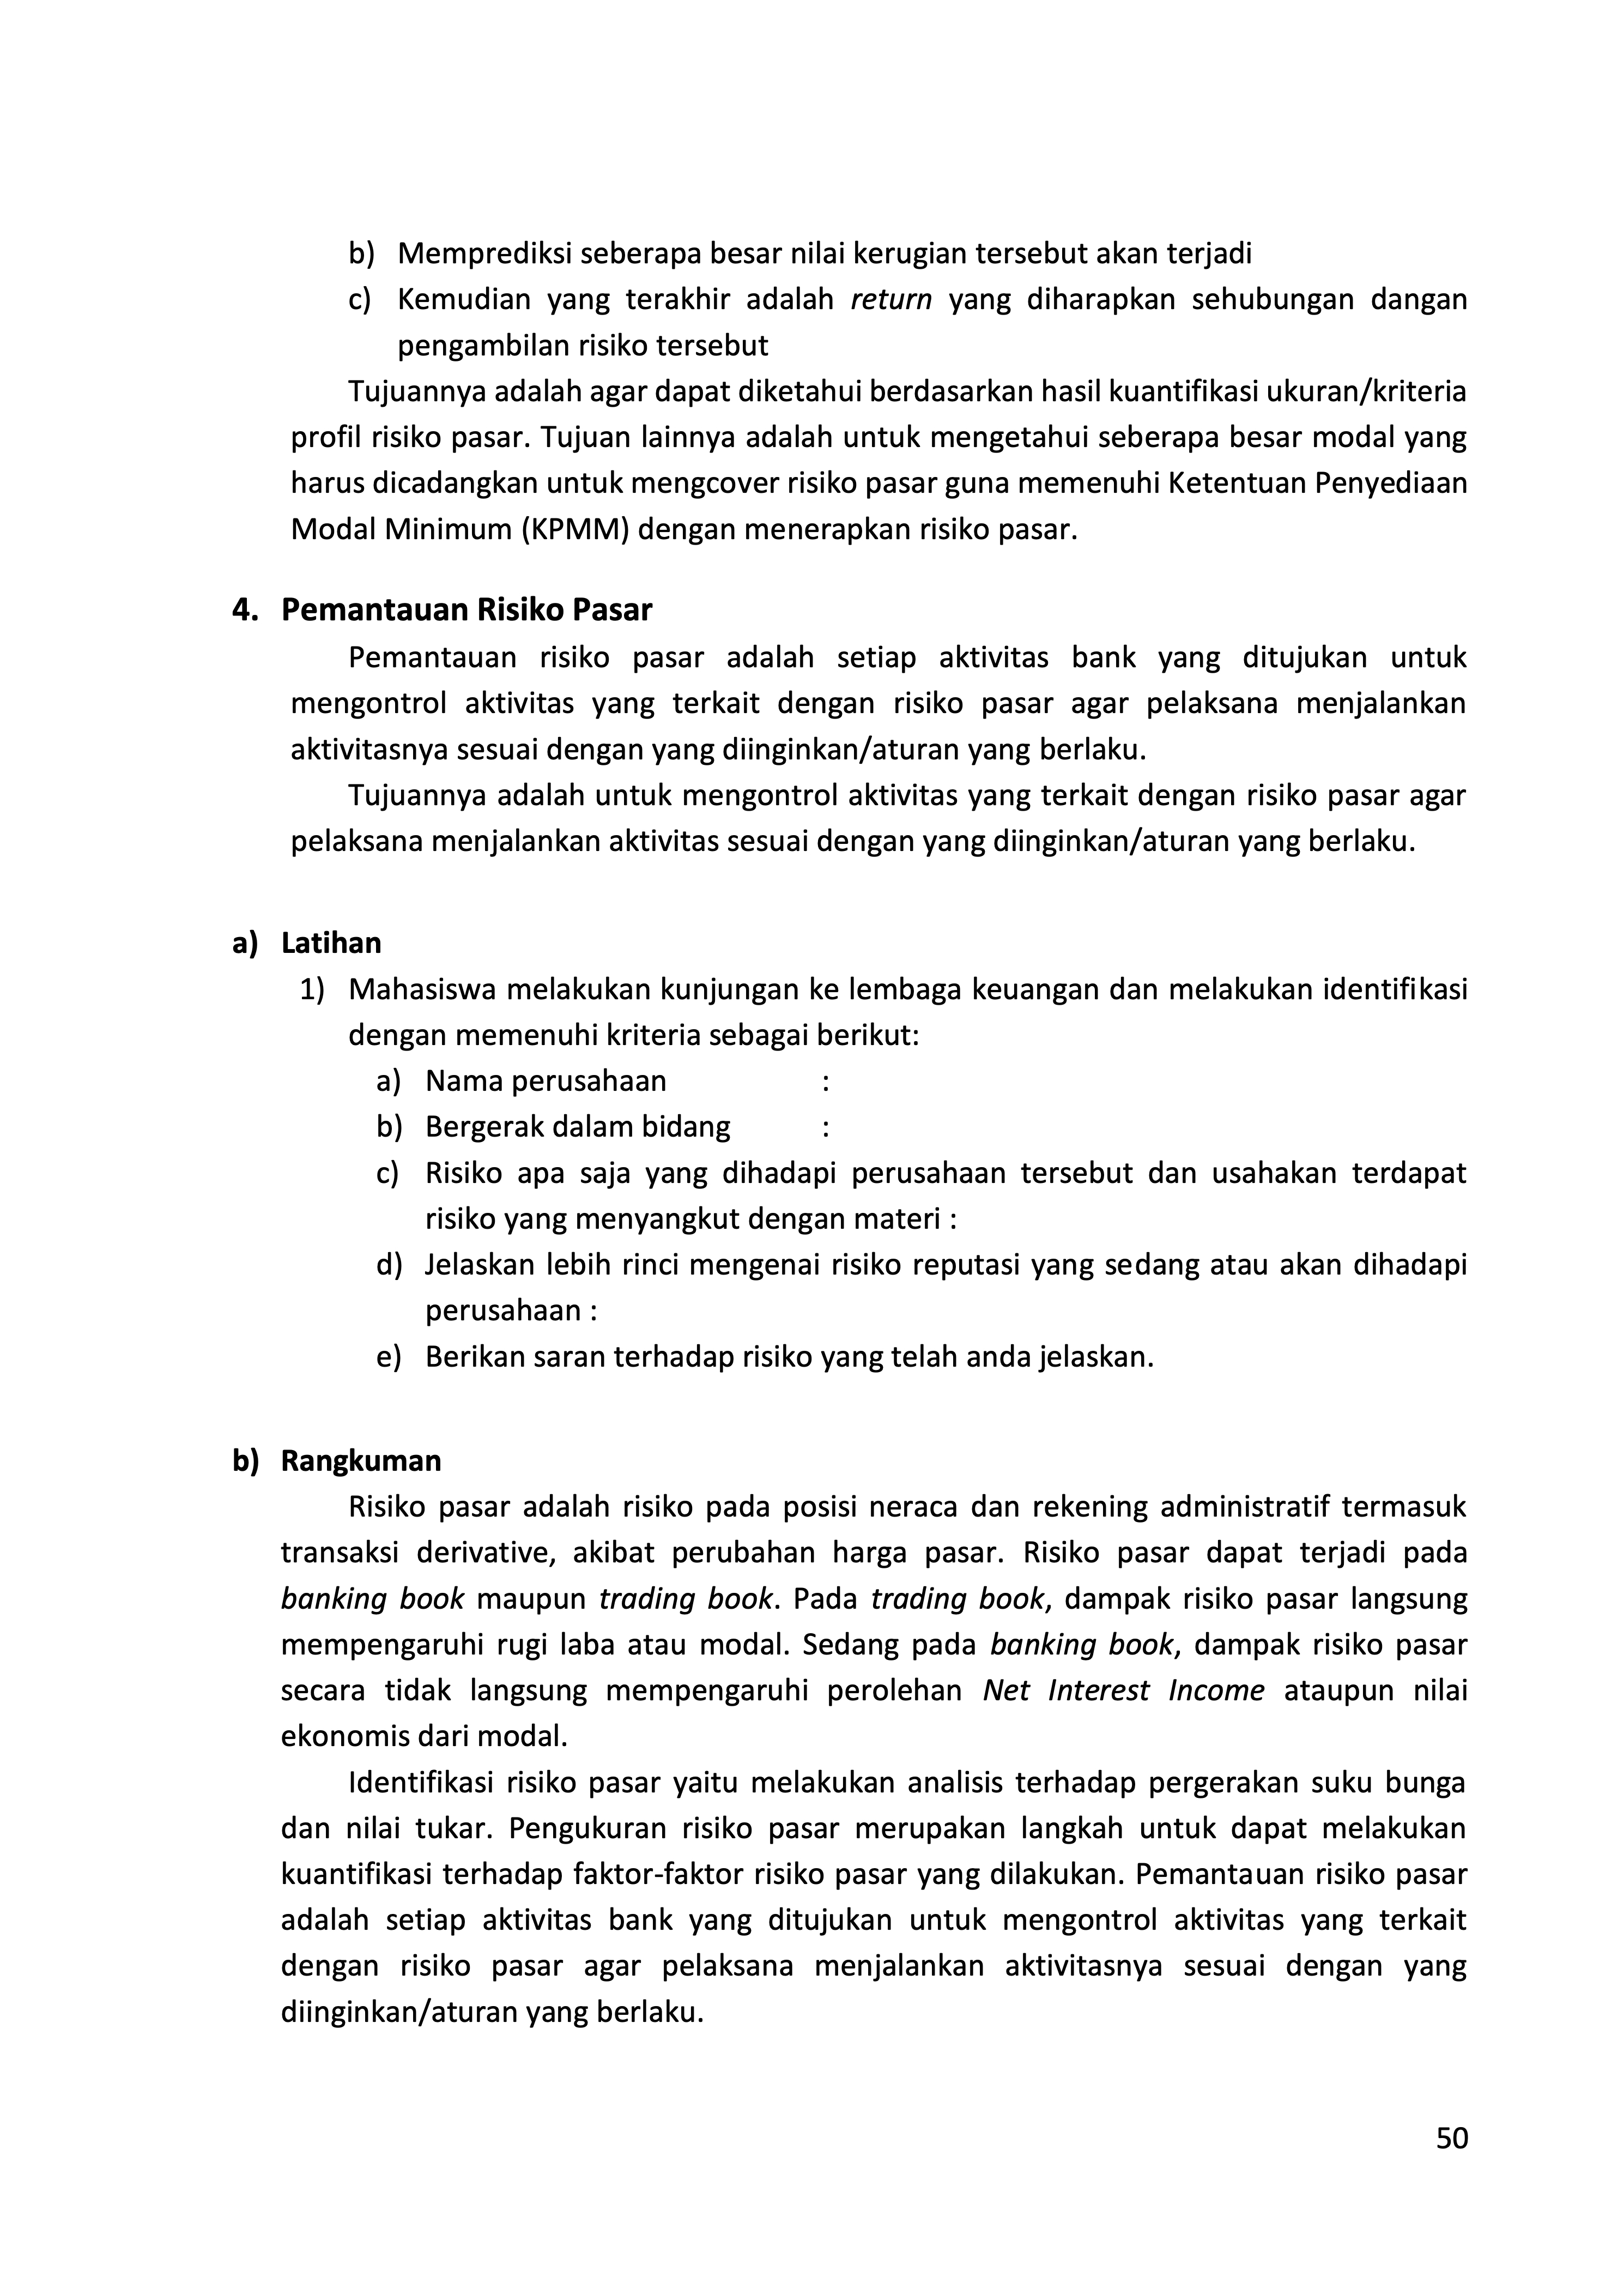 b) Memprediksi seberapa besar nilai kerugian tersebut akan terjadi
c) Kemudian yang terakhir adalah return yang diharapkan sehubungan dangan
pengambilan risiko tersebut
Tujuannya adalah agar dapat diketahui berdasarkan hasil kuantifikasi ukuran/kriteria
profil risiko pasar. Tujuan lainnya adalah untuk mengetahui seberapa besar modal yang
harus dicadangkan untuk mengcover risiko pasar guna memenuhi Ketentuan Penyediaan
Modal Minimum (KPMM) dengan menerapkan risiko pasar.
4. Pemantauan Risiko Pasar
Pemantauan risiko pasar adalah setiap aktivitas bank yang ditujukan untuk
mengontrol aktivitas yang terkait dengan risiko pasar agar pelaksana menjalankan
aktivitasnya sesuai dengan yang diinginkan/aturan yang berlaku.
Tujuannya adalah untuk mengontrol aktivitas yang terkait dengan risiko pasar agar
pelaksana menjalankan aktivitas sesuai dengan yang diinginkan/aturan yang berlaku.
a) Latihan
1) Mahasiswa melakukan kunjungan ke lembaga keuangan dan melakukan identifikasi
dengan memenuhi kriteria sebagai berikut:
a) Nama perusahaan :
b) Bergerak dalam bidang :
c) Risiko apa saja yang dihadapi perusahaan tersebut dan usahakan terdapat
risiko yang menyangkut dengan materi :
d) Jelaskan lebih rinci mengenai risiko reputasi yang sedang atau akan dihadapi
perusahaan :
e) Berikan saran terhadap risiko yang telah anda jelaskan.
b) Rangkuman
Risiko pasar adalah risiko pada posisi neraca dan rekening administratif termasuk
transaksi derivative, akibat perubahan harga pasar. Risiko pasar dapat terjadi pada
banking book maupun trading book. Pada trading book, dampak risiko pasar langsung
mempengaruhi rugi laba atau modal. Sedang pada banking book, dampak risiko pasar
secara tidak langsung mempengaruhi perolehan Net Interest Income ataupun nilai
ekonomis dari modal.
Identifikasi risiko pasar yaitu melakukan analisis terhadap pergerakan suku bunga
dan nilai tukar. Pengukuran risiko pasar merupakan langkah untuk dapat melakukan
kuantifikasi terhadap faktor-faktor risiko pasar yang dilakukan. Pemantauan risiko pasar
adalah setiap aktivitas bank yang ditujukan untuk mengontrol aktivitas yang terkait
dengan risiko pasar agar pelaksana menjalankan aktivitasnya sesuai dengan yang
diinginkan/aturan yang berlaku.
50